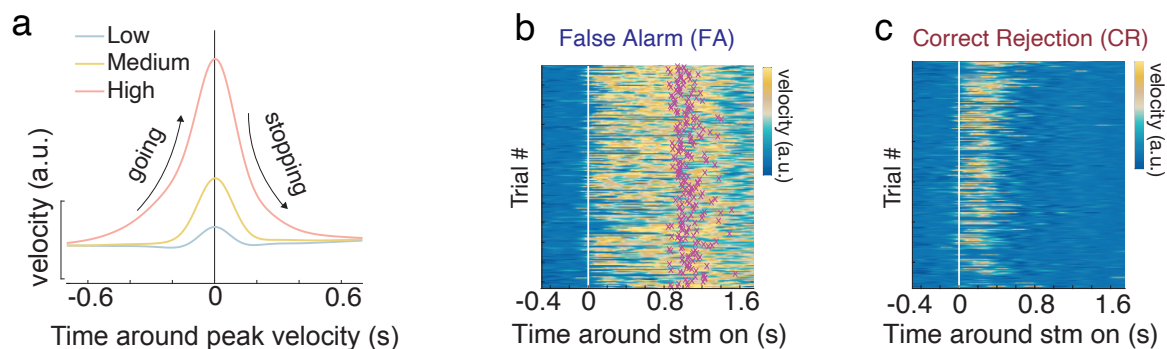 a
Low
Medium
High
going
stopping
velocity (a.u.)
-0.6
0
0.6
Time around peak velocity (s)
b
False Alarm (FA)
velocity (a.u.)
Trial #
-0.4
0
0.8
1.6
Time around stm on (s)
c
Correct Rejection (CR)
velocity (a.u.)
Trial #
-0.4
0
0.8
1.6
Time around stm on (s)